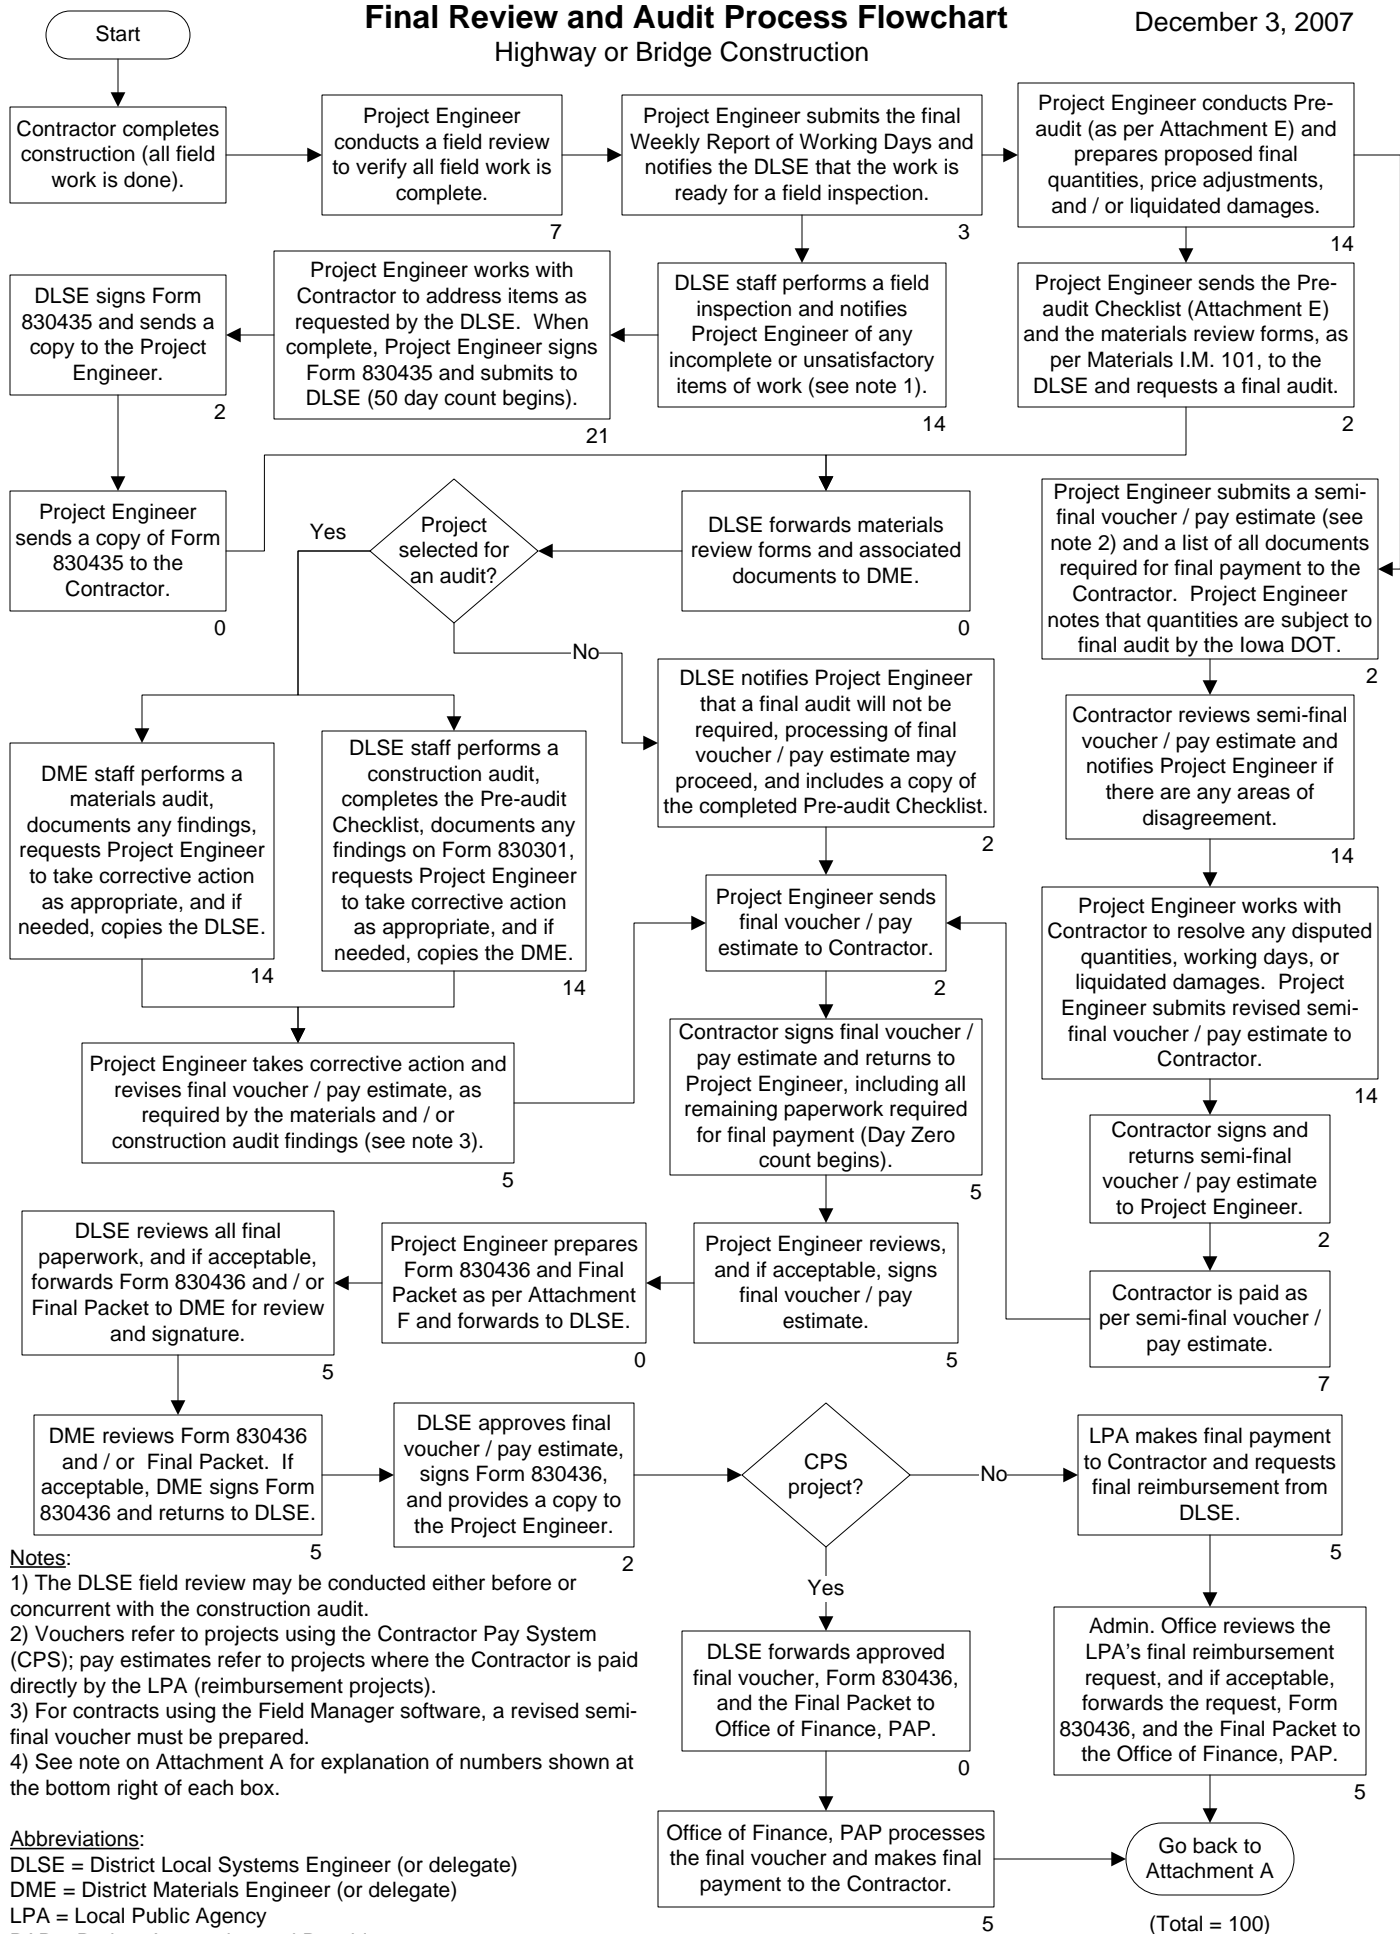 Final Review and Audit Process Flowchart
December 3, 2007
Highway or Bridge Construction
Start
Contractor completes
construction (all field
work is done).
Project Engineer
conducts a field review
to verify all field work is
complete.
7
Project Engineer submits the final
Weekly Report of Working Days and
notifies the DLSE that the work is
ready for a field inspection.
3
Project Engineer conducts Pre-
audit (as per Attachment E) and
prepares proposed final
quantities, price adjustments,
and / or liquidated damages.
14
DLSE signs Form
830435 and sends a
copy to the Project
Engineer.
2
Project Engineer works with
Contractor to address items as
requested by the DLSE.  When
complete, Project Engineer signs
Form 830435 and submits to
DLSE (50 day count begins).
21
DLSE staff performs a field
inspection and notifies
Project Engineer of any
incomplete or unsatisfactory
items of work (see note 1).
14
Project Engineer sends the Pre-
audit Checklist (Attachment E)
and the materials review forms, as
per Materials I.M. 101, to the
DLSE and requests a final audit.
2
Project Engineer
sends a copy of Form
830435 to the
Contractor.
0
Yes
Project
selected for
an audit?
No
DLSE forwards materials
review forms and associated
documents to DME.
0
Project Engineer submits a semi-
final voucher / pay estimate (see
note 2) and a list of all documents
required for final payment to the
Contractor.  Project Engineer
notes that quantities are subject to
final audit by the Iowa DOT.
2
DME staff performs a
materials audit,
documents any findings,
requests Project Engineer
to take corrective action
as appropriate, and if
needed, copies the DLSE.
14
DLSE staff performs a
construction audit,
completes the Pre-audit
Checklist, documents any
findings on Form 830301,
requests Project Engineer
to take corrective action
as appropriate, and if
needed, copies the DME.
14
DLSE notifies Project Engineer
that a final audit will not be
required, processing of final
voucher / pay estimate may
proceed, and includes a copy of
the completed Pre-audit Checklist.
2
Contractor reviews semi-final
voucher / pay estimate and
notifies Project Engineer if
there are any areas of
disagreement.
14
Project Engineer sends
final voucher / pay
estimate to Contractor.
2
Project Engineer works with
Contractor to resolve any disputed
quantities, working days, or
liquidated damages.  Project
Engineer submits revised semi-
final voucher / pay estimate to
Contractor.
14
Project Engineer takes corrective action and
revises final voucher / pay estimate, as
required by the materials and / or
construction audit findings (see note 3).
5
Contractor signs final voucher /
pay estimate and returns to
Project Engineer, including all
remaining paperwork required
for final payment (Day Zero
count begins).
5
Contractor signs and
returns semi-final
voucher / pay estimate
to Project Engineer.
2
DLSE reviews all final
paperwork, and if acceptable,
forwards Form 830436 and / or
Final Packet to DME for review
and signature.
5
Project Engineer prepares
Form 830436 and Final
Packet as per Attachment
F and forwards to DLSE.
0
Project Engineer reviews,
and if acceptable, signs
final voucher / pay
estimate.
5
Contractor is paid as
per semi-final voucher /
pay estimate.
7
DME reviews Form 830436
and / or  Final Packet.  If
acceptable, DME signs Form
830436 and returns to DLSE.
5
DLSE approves final
voucher / pay estimate,
signs Form 830436,
and provides a copy to
the Project Engineer.
2
CPS
project?
No
Yes
LPA makes final payment
to Contractor and requests
final reimbursement from
DLSE.
5
DLSE forwards approved
final voucher, Form 830436,
and the Final Packet to
Office of Finance, PAP.
0
Admin. Office reviews the
LPA's final reimbursement
request, and if acceptable,
forwards the request, Form
830436, and the Final Packet to
the Office of Finance, PAP.
5
Office of Finance, PAP processes
the final voucher and makes final
payment to the Contractor.
5
Go back to
Attachment A
(Total = 100)
Notes:
1) The DLSE field review may be conducted either before or
concurrent with the construction audit.
2) Vouchers refer to projects using the Contractor Pay System
(CPS); pay estimates refer to projects where the Contractor is paid
directly by the LPA (reimbursement projects).
3) For contracts using the Field Manager software, a revised semi-
final voucher must be prepared.
4) See note on Attachment A for explanation of numbers shown at
the bottom right of each box.
Abbreviations:
DLSE = District Local Systems Engineer (or delegate)
DME = District Materials Engineer (or delegate)
LPA = Local Public Agency